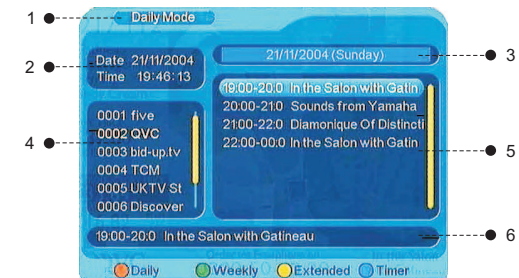 1
Daily Mode
2
Date 21/11/2004
Time 19:46:13
21/11/2004 (Sunday)
3
19:00-20:0 In the Salon with Gatin
20:00-21:0 Sounds from Yamaha
21:00-22:0 Diamonique Of Distincti
22:00-00:0 In the Salon with Gatin
5
4
0001 five
0002 QVC
0003 bid-up.tv
0004 TCM
0005 UKTV St
0006 Discover
19:00-20:0 In the Salon with Gatineau
6
Daily Weekly Extended Timer